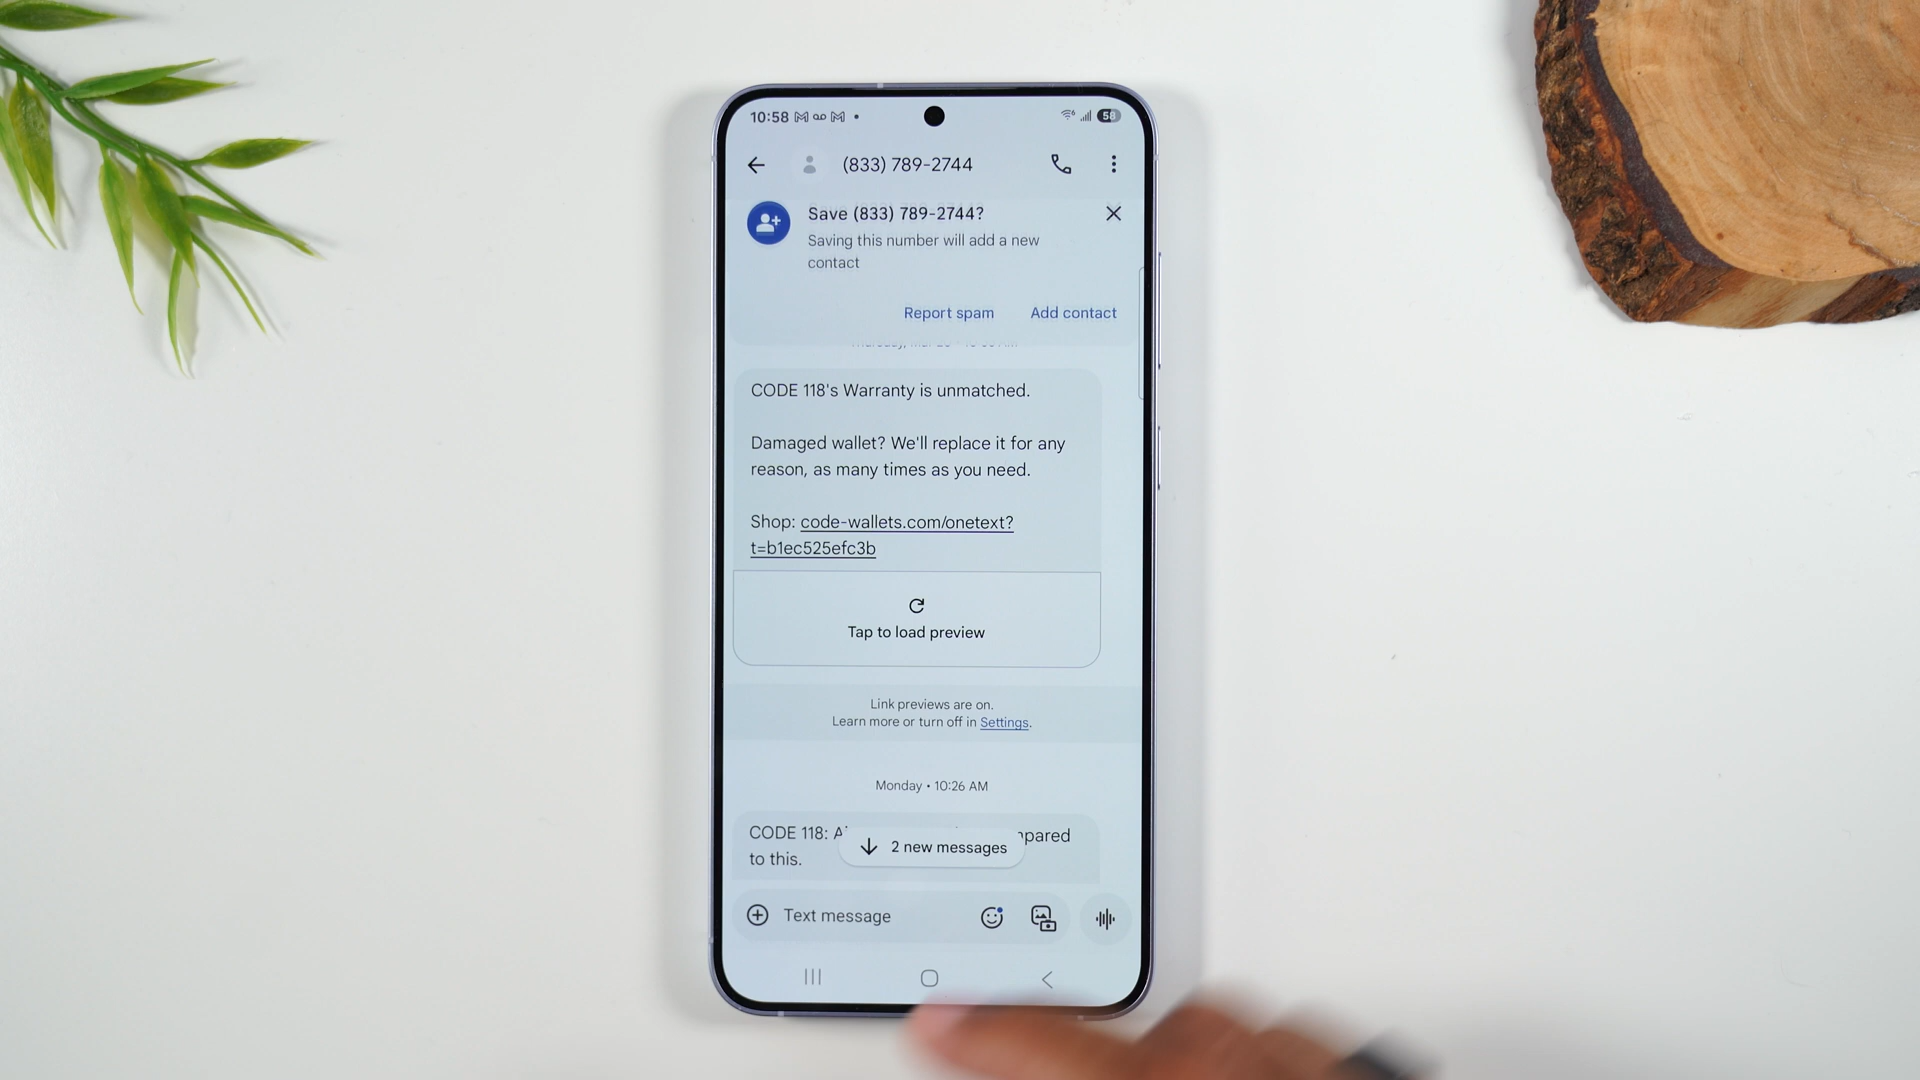 10:58
58
(833) 789-2744
Save (833) 789-2744?
Saving this number will add a new
contact
Report spam
Add contact
CODE 118's Warranty is unmatched.
Damaged wallet? We'll replace it for any
reason, as many times as you need.
Shop: code-wallets.com/onetext?
t=b1ec525efc3b
Tap to load preview
Link previews are on.
Learn more or turn off in Settings.
Monday • 10:26 AM
CODE 118:
to this.
2 new messages
Text message